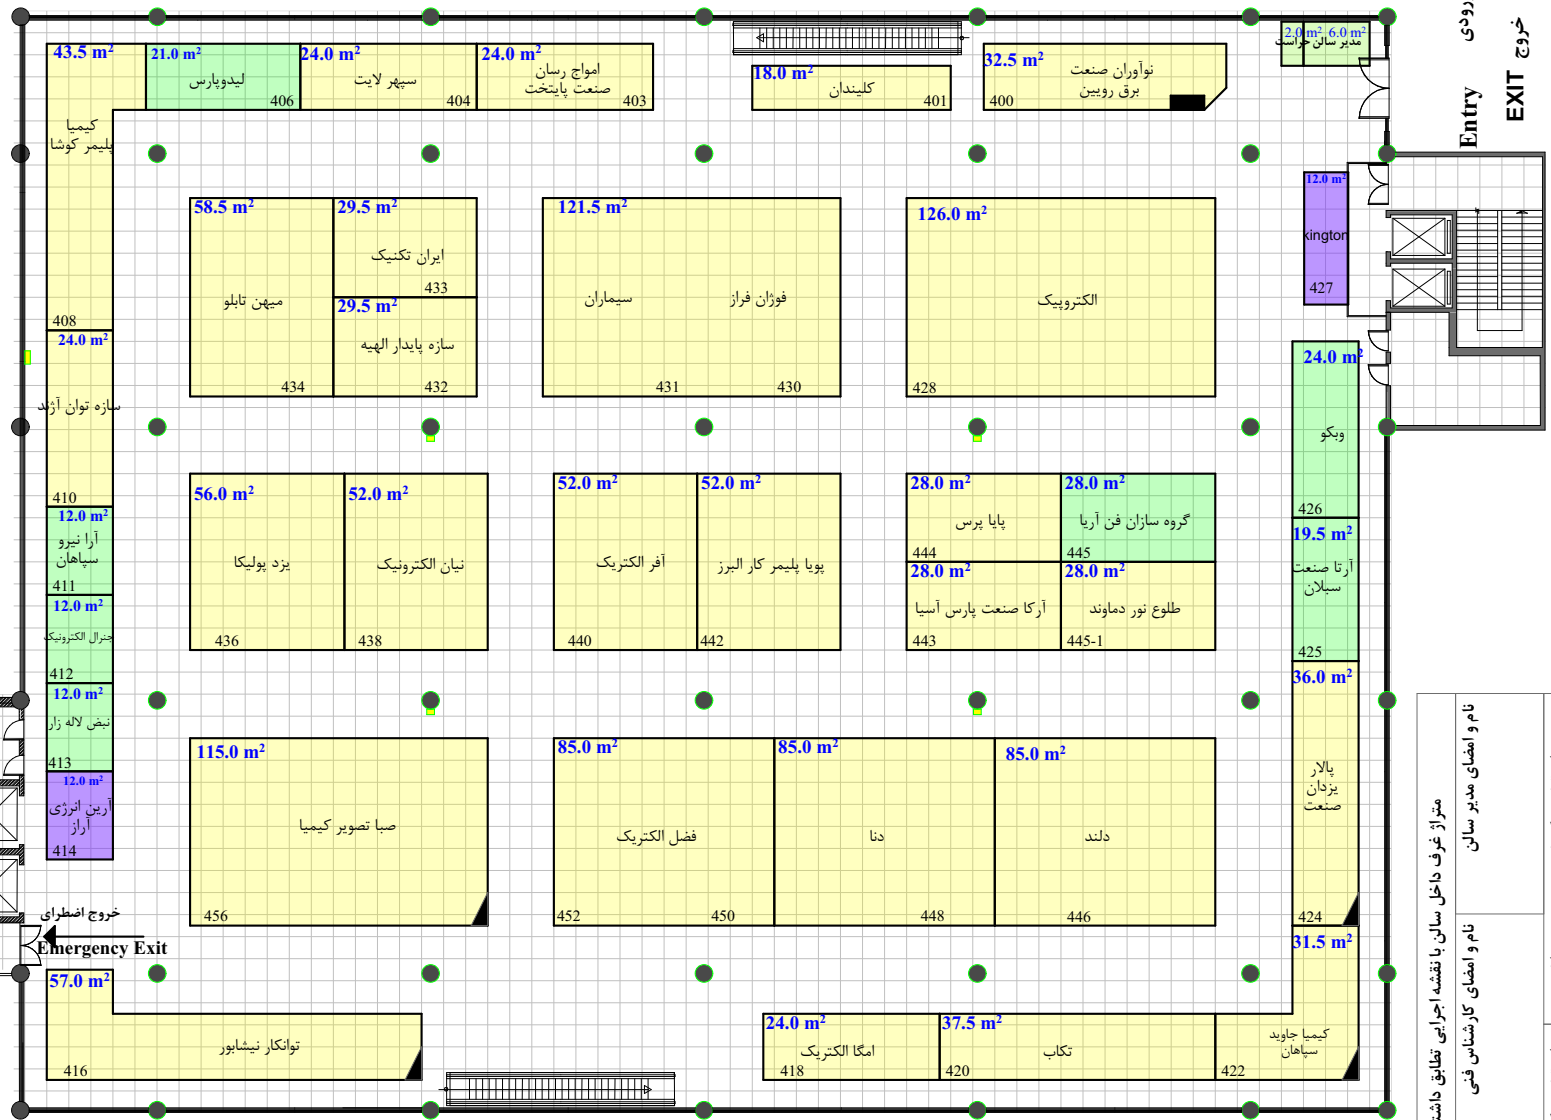 43.5 m²
کیمیا
پلیمر کوشا
408
21.0 m²
لیدوپارس
406
24.0 m²
سپهر لایت
404
24.0 m²
امواج رسان
صنعت پایتخت
403
18.0 m²
کلیندان
401
32.5 m²
نوآوران صنعت
برق رویین
400
2.0 m² 6.0 m²
مدیر سالن حراست
Entry
خروج
EXIT
58.5 m²
میهن تابلو
434
29.5 m²
ایران تکنیک
433
29.5 m²
سازه پایدار الهیه
432
121.5 m²
سیماران
431
فوژان فراز
430
126.0 m²
الکتروپیک
428
12.0 m²
kington
427
24.0 m²
سازه توان آژند
410
12.0 m²
آرا نیرو
سپاهان
411
12.0 m²
جنرال الکترونیک
412
12.0 m²
نبض لاله زار
413
12.0 m²
آرین انرژی
آراز
414
56.0 m²
یزد پولیکا
436
52.0 m²
نیان الکترونیک
438
52.0 m²
آفر الکتریک
440
52.0 m²
پویا پلیمر کار البرز
442
28.0 m²
پایا پرس
444
28.0 m²
گروه سازان فن آریا
445
28.0 m²
آرکا صنعت پارس آسیا
443
28.0 m²
طلوع نور دماوند
445-1
24.0 m²
ویکو
426
19.5 m²
آرتا صنعت
سبلان
425
36.0 m²
پالار
یزدان
صنعت
424
115.0 m²
صبا تصویر کیمیا
456
85.0 m²
فضل الکتریک
452
450
85.0 m²
دنا
448
85.0 m²
دلند
446
خروج اضطرای
Emergency Exit
57.0 m²
توانکار نیشابور
416
24.0 m²
امگا الکتریک
418
37.5 m²
تکاب
420
31.5 m²
کیمیا جاوید
سپاهان
422
نام و امضای مدیر سالن
نام و امضای کارشناس فنی
متراژ غرف داخل سالن با نقشه اجرایی تطابق